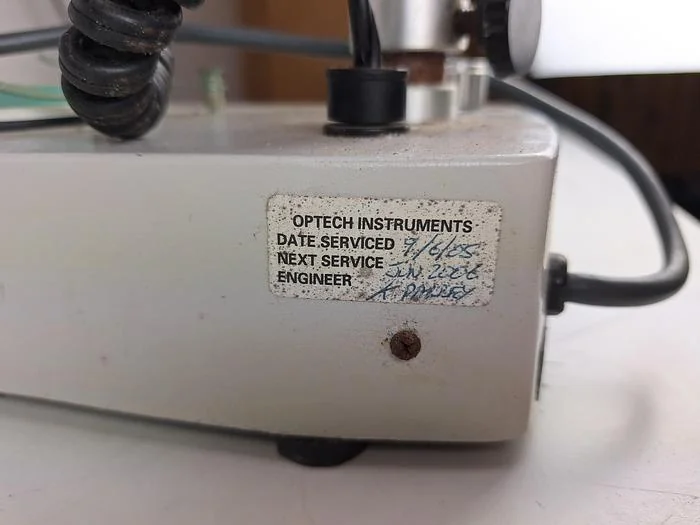 OPTECH INSTRUMENTS
DATE SERVICED 9/6/05
NEXT SERVICE JUN 2006
ENGINEER K